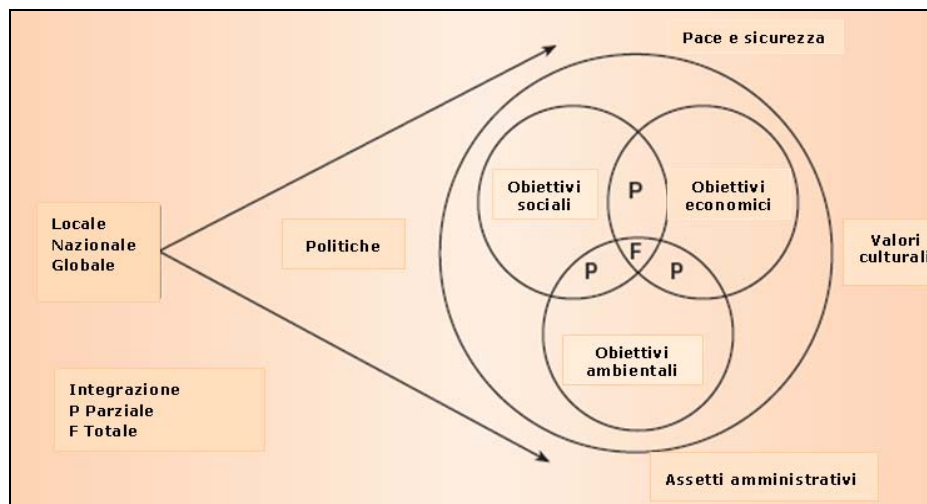 Pace e sicurezza
Obiettivi
sociali
P
Obiettivi
economici
Locale
Nazionale
Globale
Politiche
Valori
culturali
F
P
P
Obiettivi
ambientali
Integrazione
P Parziale
F Totale
Assetti amministrativi